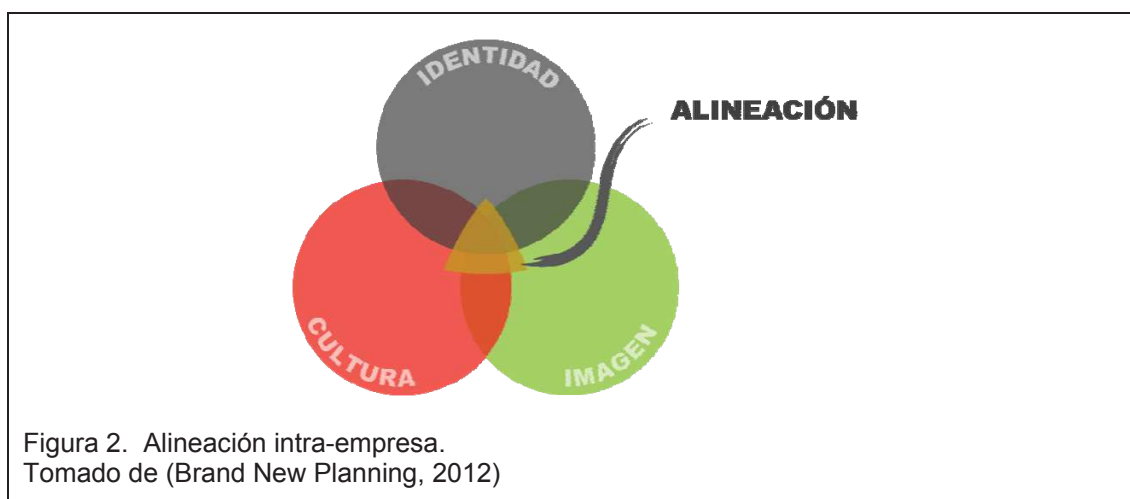 IDENTIDAD
ALINEACIÓN
CULTURA
IMAGEN
Figura 2. Alineación intra-empresa.
Tomado de (Brand New Planning, 2012)